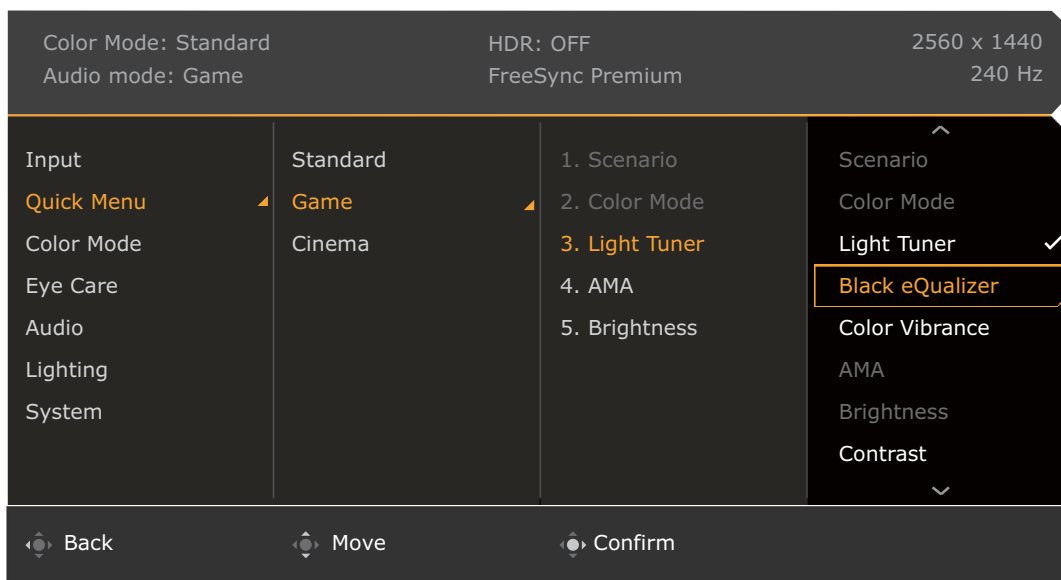 Color Mode: Standard
HDR: OFF
2560 x 1440
Audio mode: Game
FreeSync Premium
240 Hz
Input
Quick Menu
Color Mode
Eye Care
Audio
Lighting
System
Standard
Game
Cinema
1. Scenario
2. Color Mode
3. Light Tuner
4. AMA
5. Brightness
Scenario
Color Mode
Light Tuner
Black eQualizer
Color Vibrance
AMA
Brightness
Contrast
Back
Move
Confirm